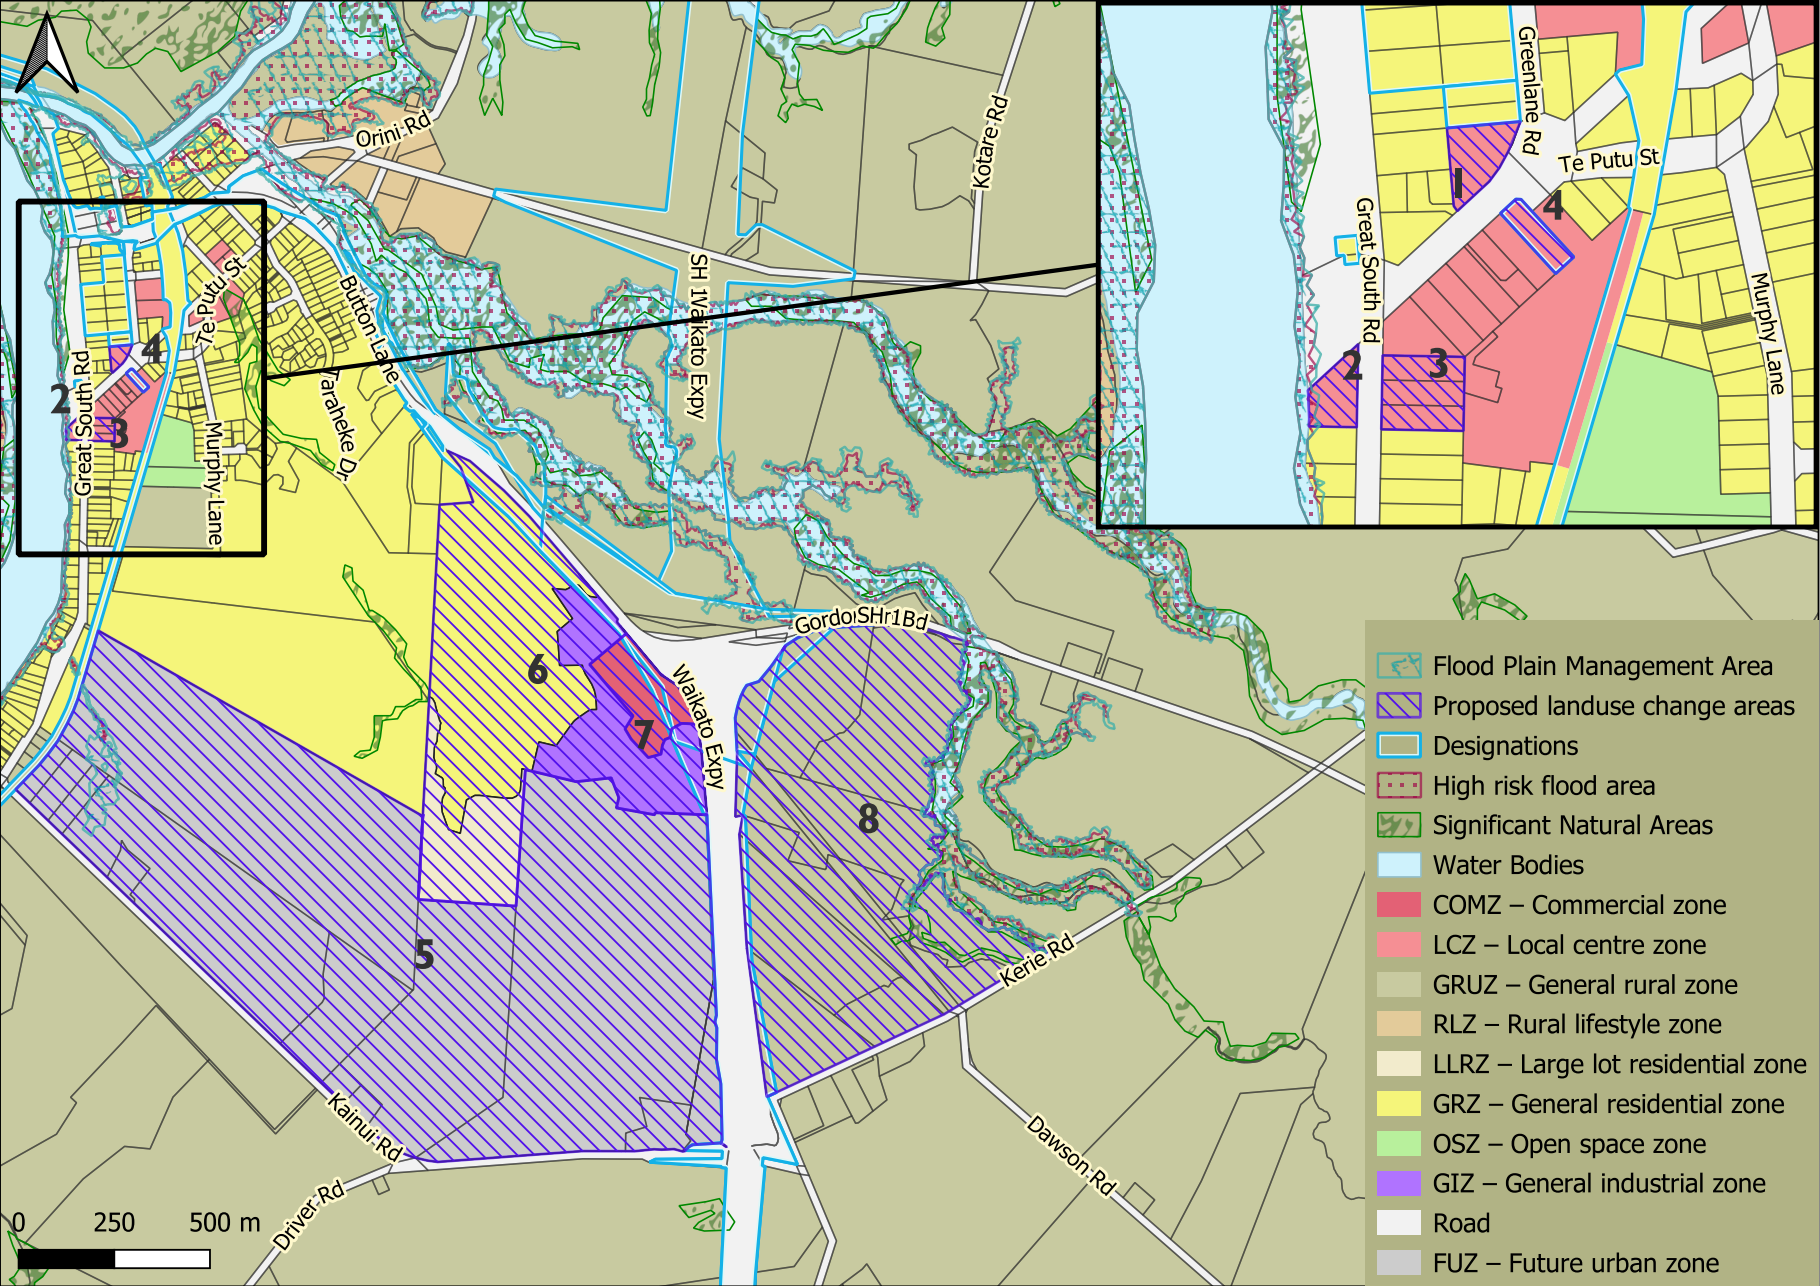 Orini Rd
Kotare Rd
SH 1Waikato Expy
Te Putu St
Button Lane
Taraheke Dr
Great South Rd
Murphy Lane
4
2
3
Greenlane Rd
Te Putu St
1
4
Great South Rd
2
3
Murphy Lane
SHr1Bd
6
7
Waikato Expy
8
5
Kerie Rd
Kainui Rd
Driver Rd
Dawson Rd
0 250 500 m
Flood Plain Management Area
Proposed landuse change areas
Designations
High risk flood area
Significant Natural Areas
Water Bodies
COMZ – Commercial zone
LCZ – Local centre zone
GRUZ – General rural zone
RLZ – Rural lifestyle zone
LLRZ – Large lot residential zone
GRZ – General residential zone
OSZ – Open space zone
GIZ – General industrial zone
Road
FUZ – Future urban zone